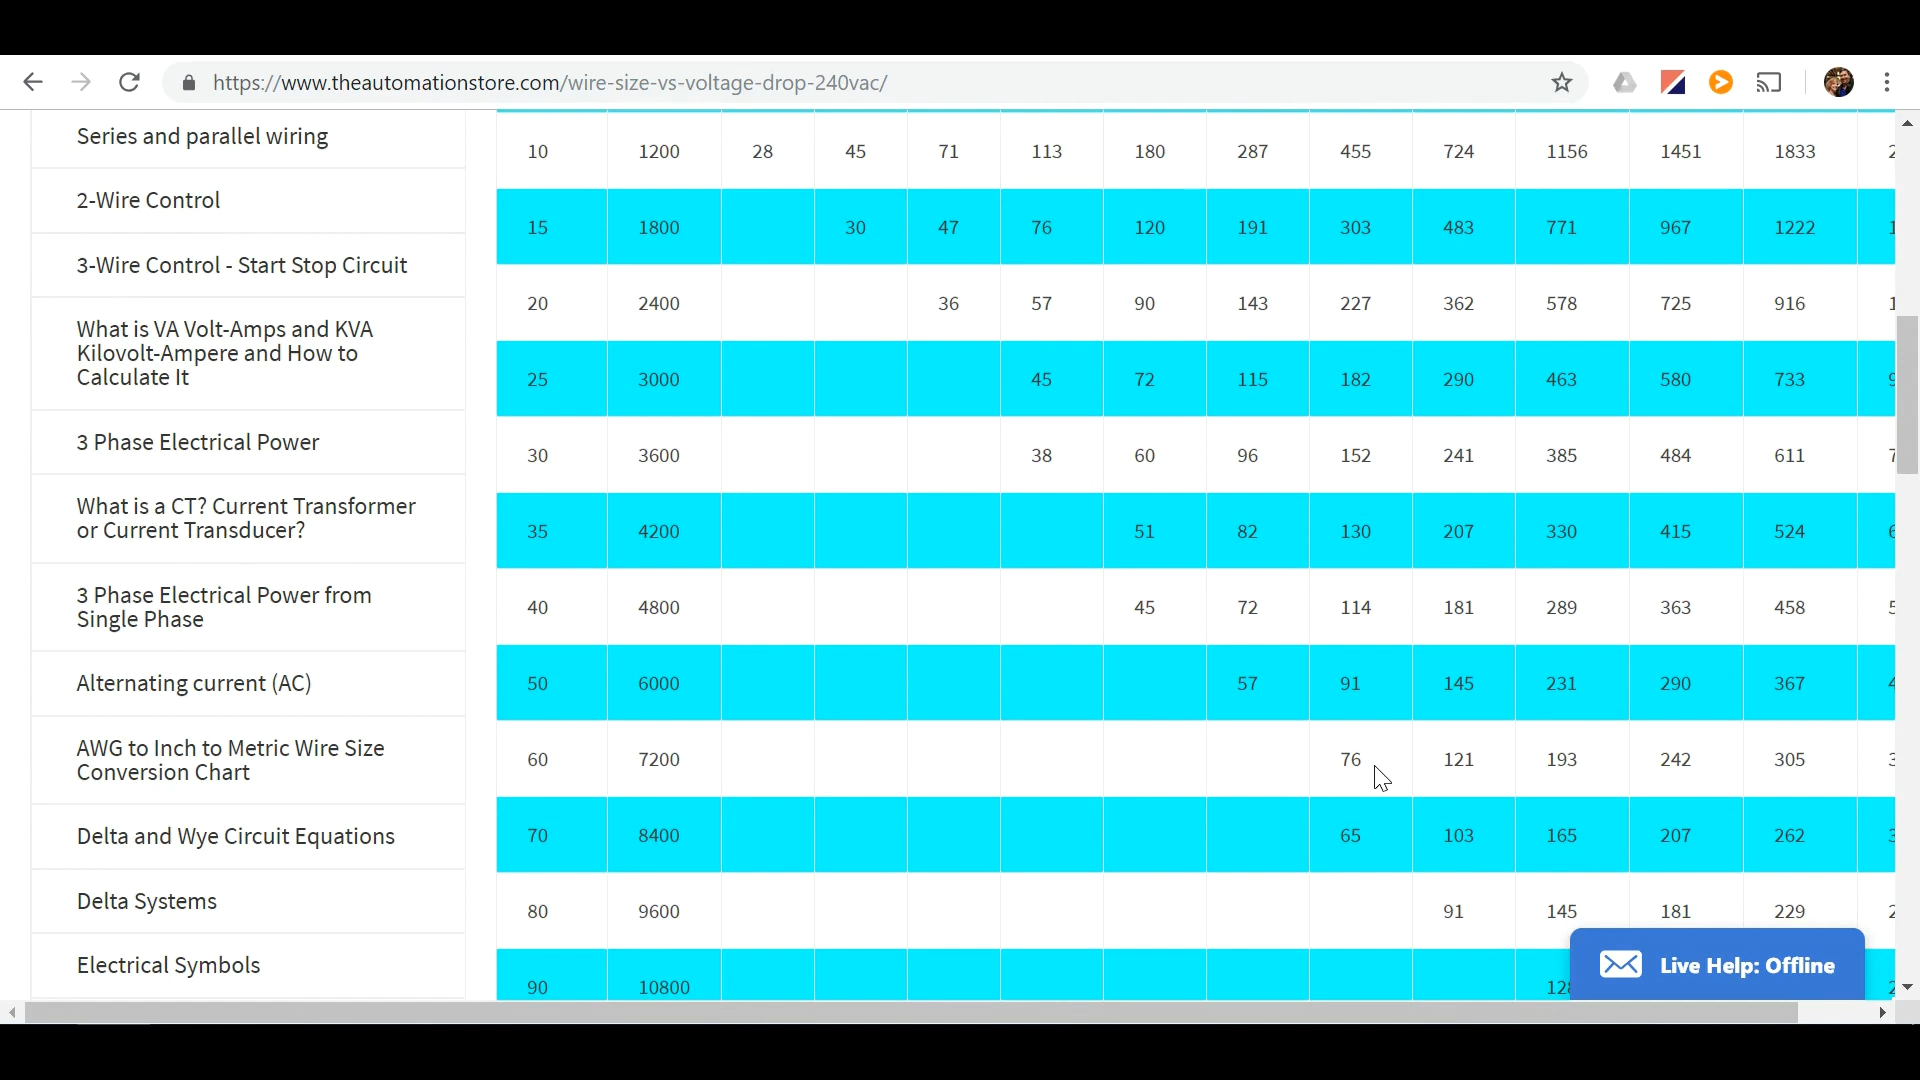 https://www.theautomationstore.com/wire-size-vs-voltage-drop-240vac/
Series and parallel wiring
2-Wire Control
3-Wire Control - Start Stop Circuit
What is VA Volt-Amps and KVA
Kilovolt-Ampere and How to
Calculate It
3 Phase Electrical Power
What is a CT? Current Transformer
or Current Transducer?
3 Phase Electrical Power from
Single Phase
Alternating current (AC)
AWG to Inch to Metric Wire Size
Conversion Chart
Delta and Wye Circuit Equations
Delta Systems
Electrical Symbols
10 1200 28 45 71 113 180 287 455 724 1156 1451 1833
15 1800 30 47 76 120 191 303 483 771 967 1222
20 2400 36 57 90 143 227 362 578 725 916
25 3000 45 72 115 182 290 463 580 733
30 3600 38 60 96 152 241 385 484 611
35 4200 51 82 130 207 330 415 524
40 4800 45 72 114 181 289 363 458
50 6000 57 91 145 231 290 367
60 7200 76 121 193 242 305
70 8400 65 103 165 207 262
80 9600 91 145 181 229
90 10800
Live Help: Offline